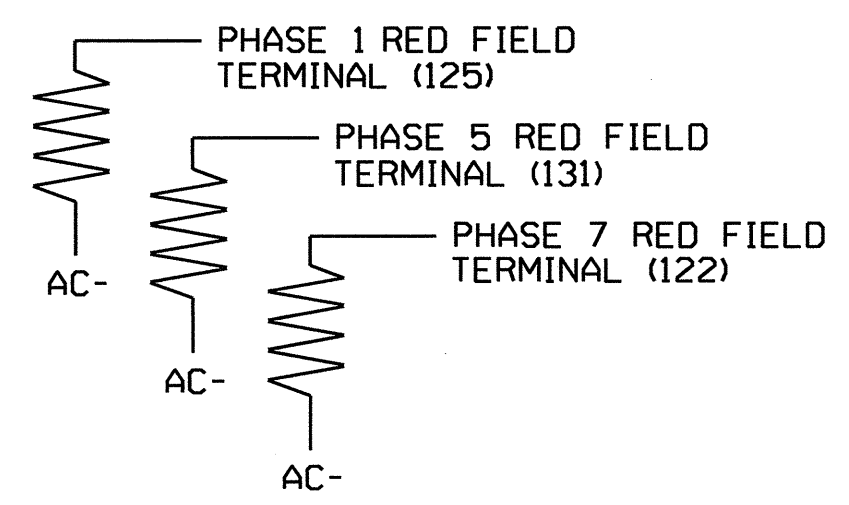 PHASE 1 RED FIELD
TERMINAL (125)
PHASE 5 RED FIELD
TERMINAL (131)
PHASE 7 RED FIELD
TERMINAL (122)
AC-
AC-
AC-